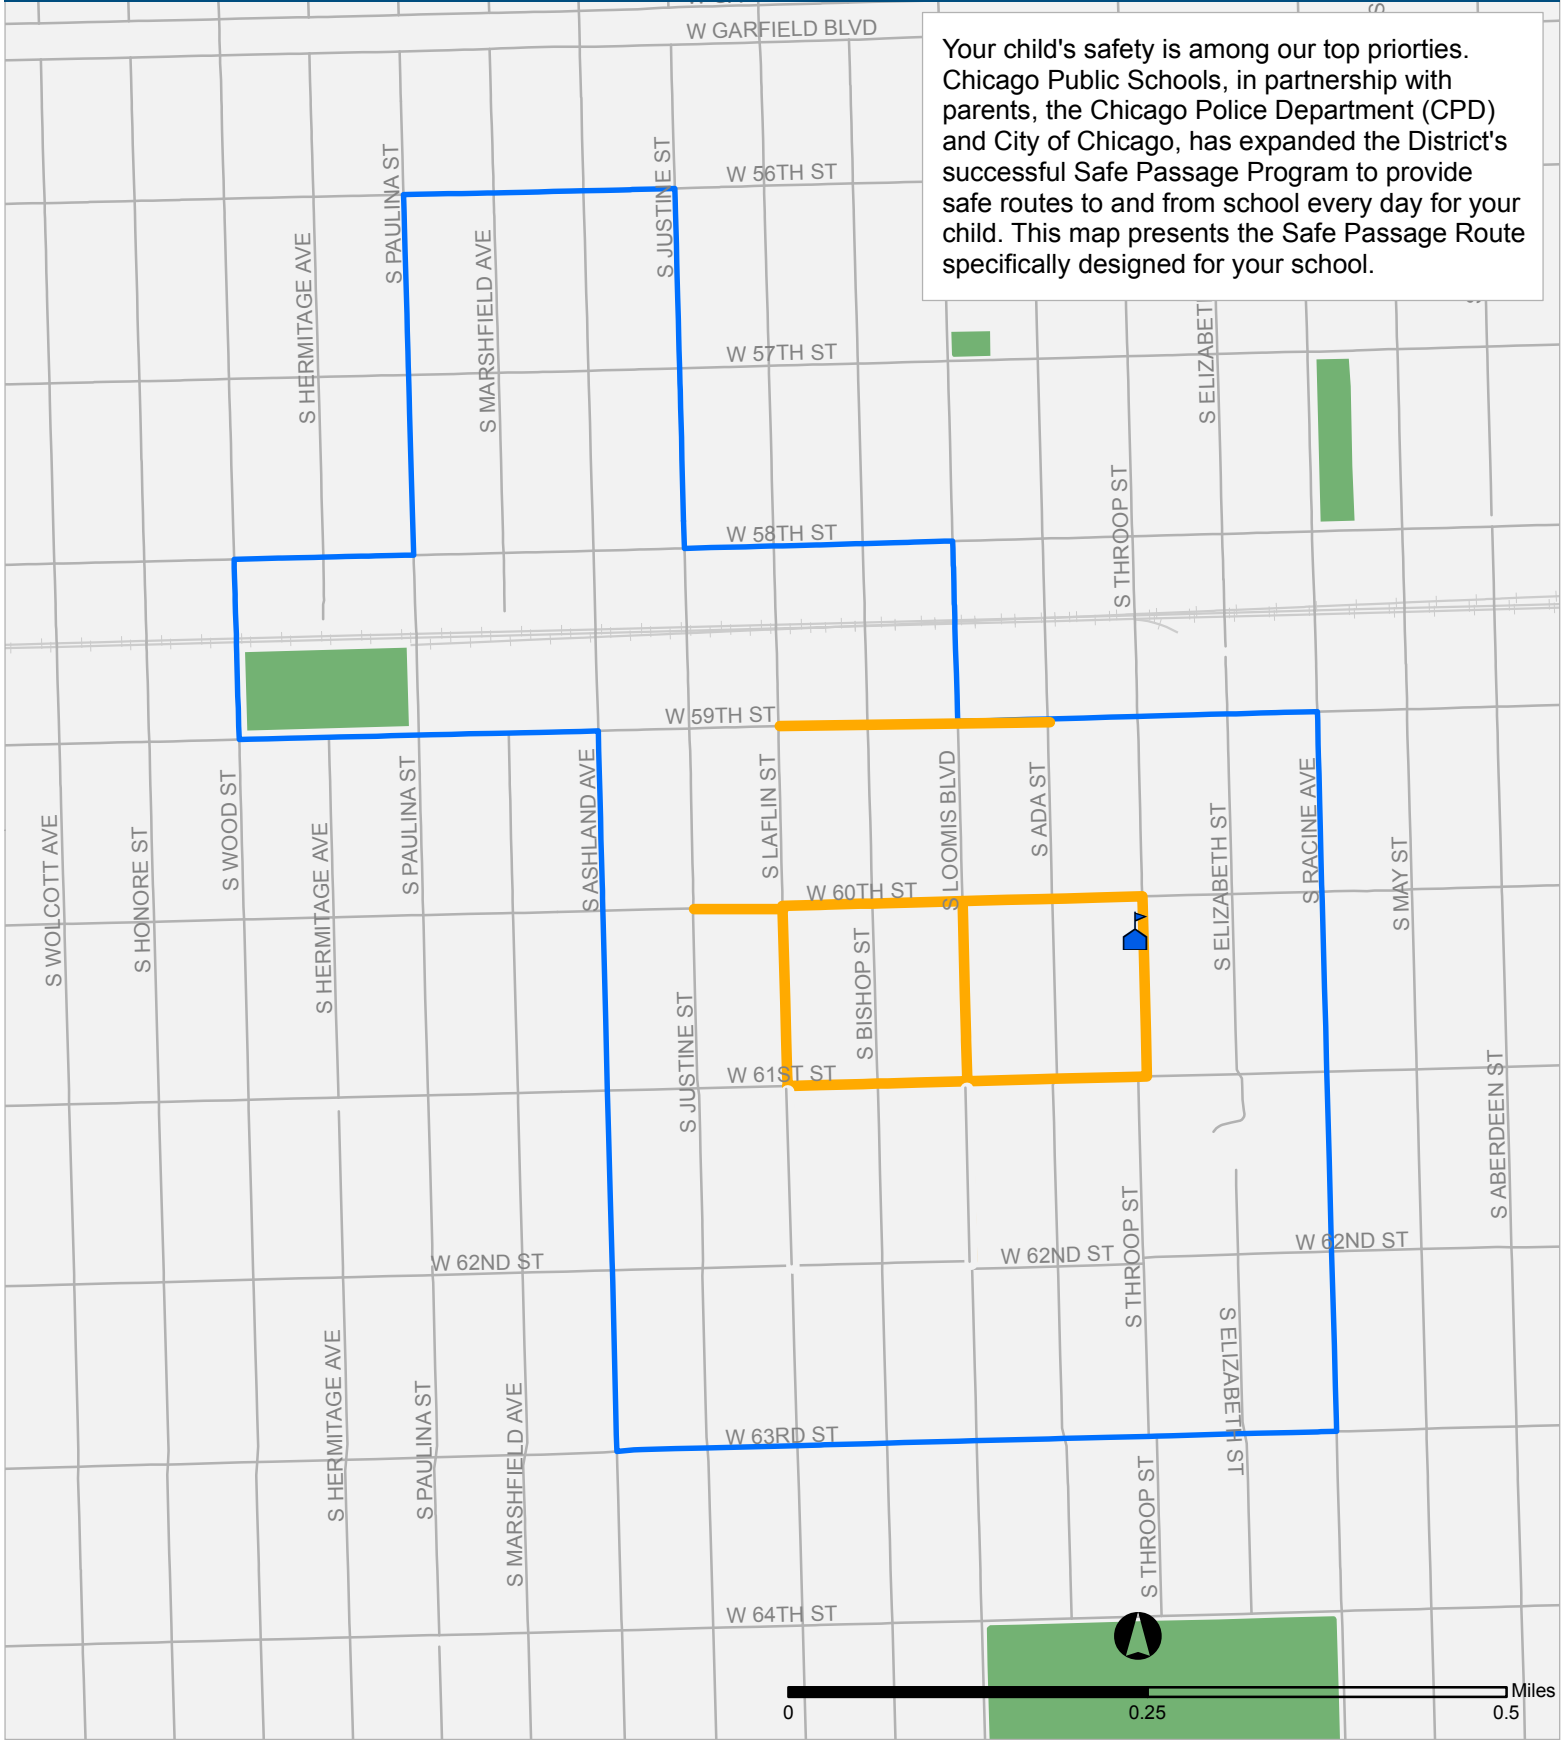 W GARFIELD BLVD
Your child's safety is among our top priorties.
Chicago Public Schools, in partnership with
parents, the Chicago Police Department (CPD)
and City of Chicago, has expanded the District's
successful Safe Passage Program to provide
safe routes to and from school every day for your
child. This map presents the Safe Passage Route
specifically designed for your school.
S PAULINA ST
S JUSTINE ST
W 56TH ST
S HERMITAGE AVE
S MARSHFIELD AVE
W 57TH ST
S ELIZABET
S THROOP ST
W 58TH ST
W 59TH ST
S WOLCOTT AVE
S HONORE ST
S WOOD ST
S HERMITAGE AVE
S PAULINA ST
S ASHLAND AVE
S LAFLIN ST
S LOOMIS BLVD
S ADA ST
S ELIZABETH ST
S RACINE AVE
S MAY ST
W 60TH ST
S BISHOP ST
S JUSTINE ST
W 61ST ST
S ABERDEEN ST
S THROOP ST
W 62ND ST
W 62ND ST
W 62ND ST
S HERMITAGE AVE
S PAULINA ST
S MARSHFIELD AVE
S ELIZABETH ST
W 63RD ST
S THROOP ST
W 64TH ST
Miles
0
0.25
0.5